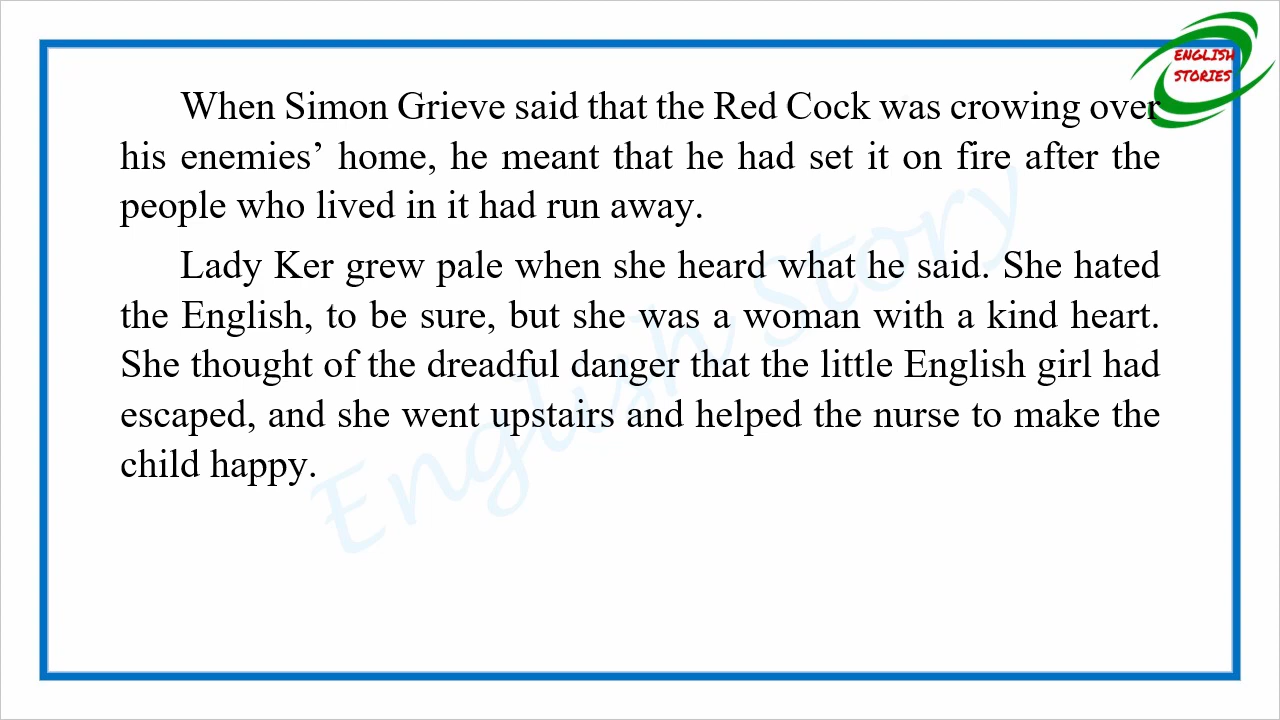 ENGLISH
STORIES
When Simon Grieve said that the Red Cock was crowing over
his enemies’ home, he meant that he had set it on fire after the
people who lived in it had run away.
Lady Ker grew pale when she heard what he said. She hated
the English, to be sure, but she was a woman with a kind heart.
She thought of the dreadful danger that the little English girl had
escaped, and she went upstairs and helped the nurse to make the
child happy.
English Story